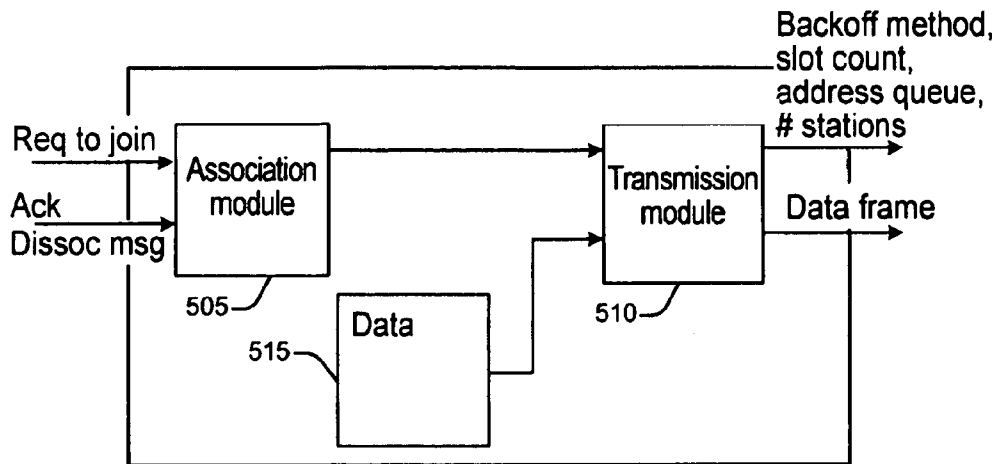 Backoff method,
slot count,
address queue,
# stations
Req to join
Association
module
Transmission
module
Ack
Dissoc msg
Data frame
505
510
Data
515